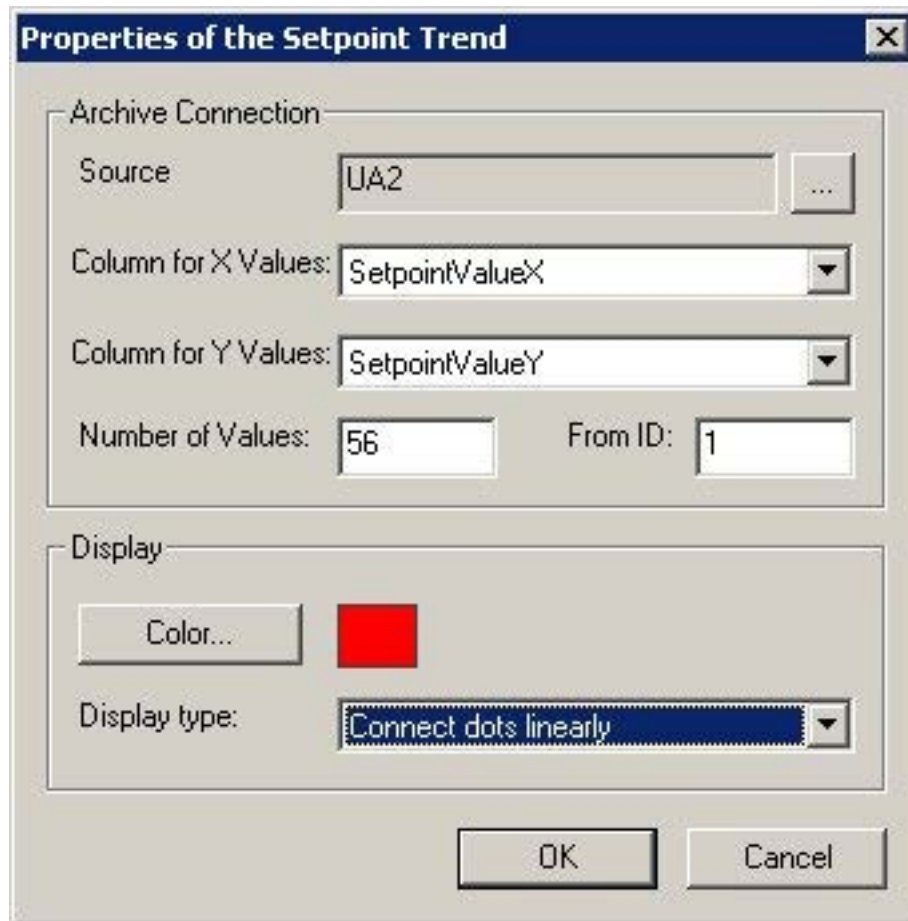 Properties of the Setpoint Trend
Archive Connection
Source UA2 ...
Column for X Values: SetpointValueX
Column for Y Values: SetpointValueY
Number of Values: 56 From ID: 1
Display
Color...
Display type: Connect dots linearly
OK Cancel